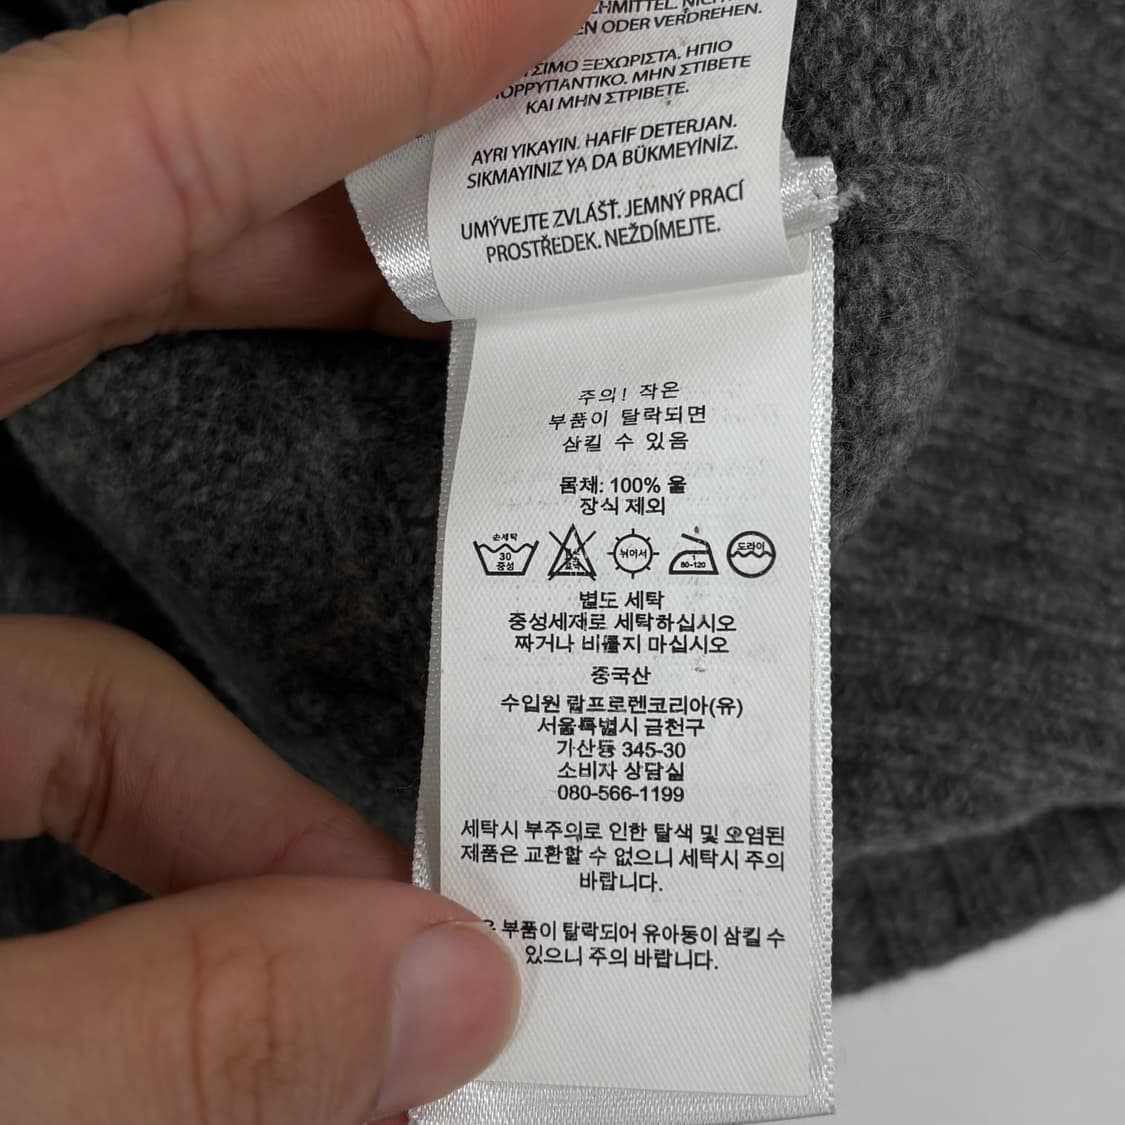 EN ODER VERDREHEN.
ΞΕΧΩΡΙΣΤΑ. ΗΠΙΟ
ΜΗΝ ΣΤΙΒΕΤΕ
ΚΑΙ ΜΗΝ ΣΤΡΙΒΕΤΕ.
AYRI YIKAYIN. HAFİF DETERJAN.
SIKMAYINIZ YA DA BÜKMEYİNİZ.
UMÝVEJTE ZVLÁŠŤ. JEMNÝ PRACÍ
PROSTŘEDEK. NEŽDÍMEJTE.
주의! 작은
부품이 탈락되면
삼킬 수 있음
몸체: 100% 울
장식 제외
손세탁
30
중성
뉘어서
80-120
드라이
별도 세탁
중성세제로 세탁하십시오
짜거나 비틀지 마십시오
중국산
수입원 랄프로렌코리아(유)
서울특별시 금천구
가산동 345-30
소비자 상담실
080-566-1199
세탁시 부주의로 인한 탈색 및 오염된
제품은 교환할 수 없으니 세탁시 주의
바랍니다.
부품이 탈락되어 유아등이 삼킬 수
있으니 주의 바랍니다.